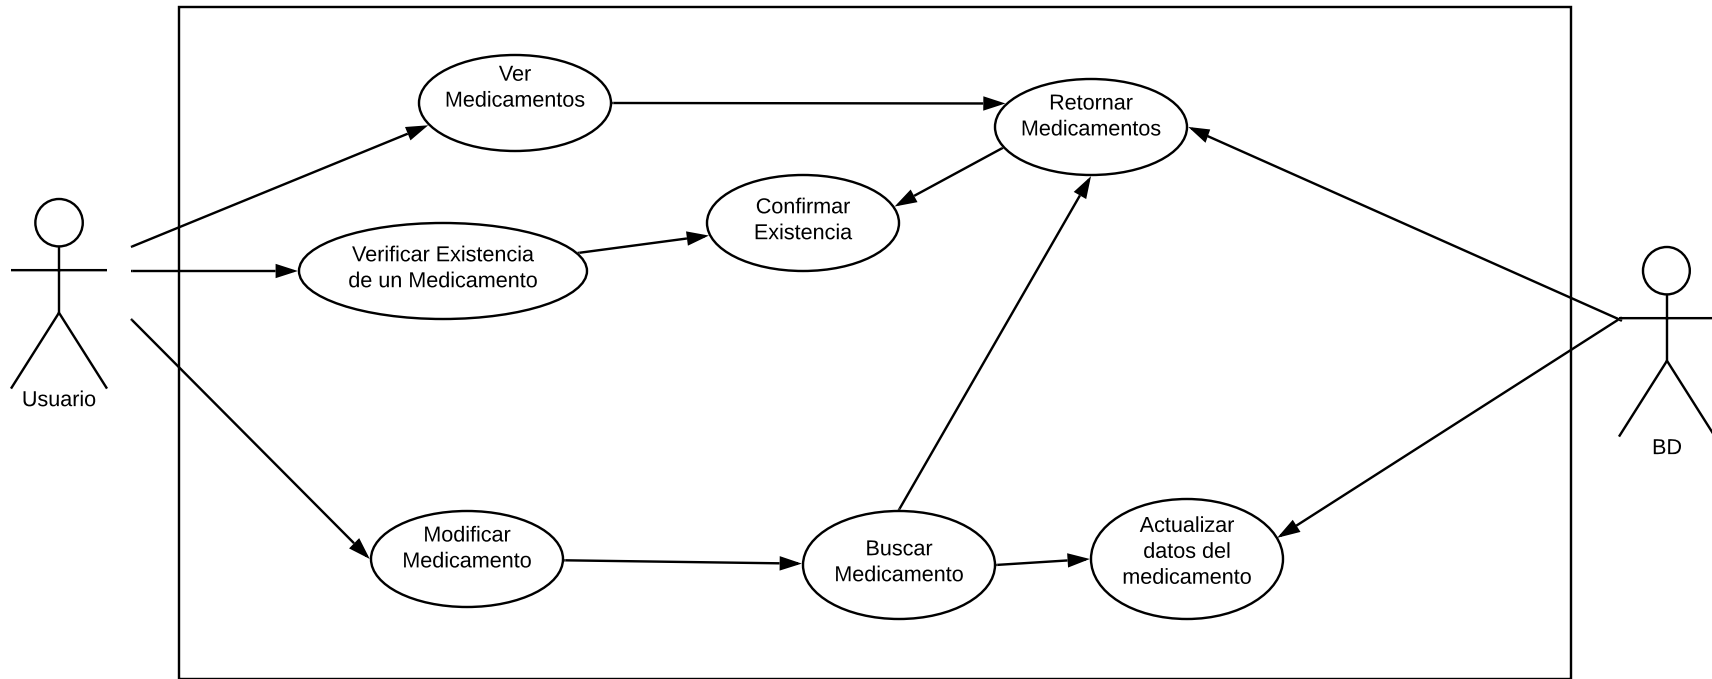 Ver
Medicamentos
Retornar
Medicamentos
Confirmar
Existencia
Verificar Existencia
de un Medicamento
Usuario
BD
Modificar
Medicamento
Buscar
Medicamento
Actualizar
datos del
medicamento